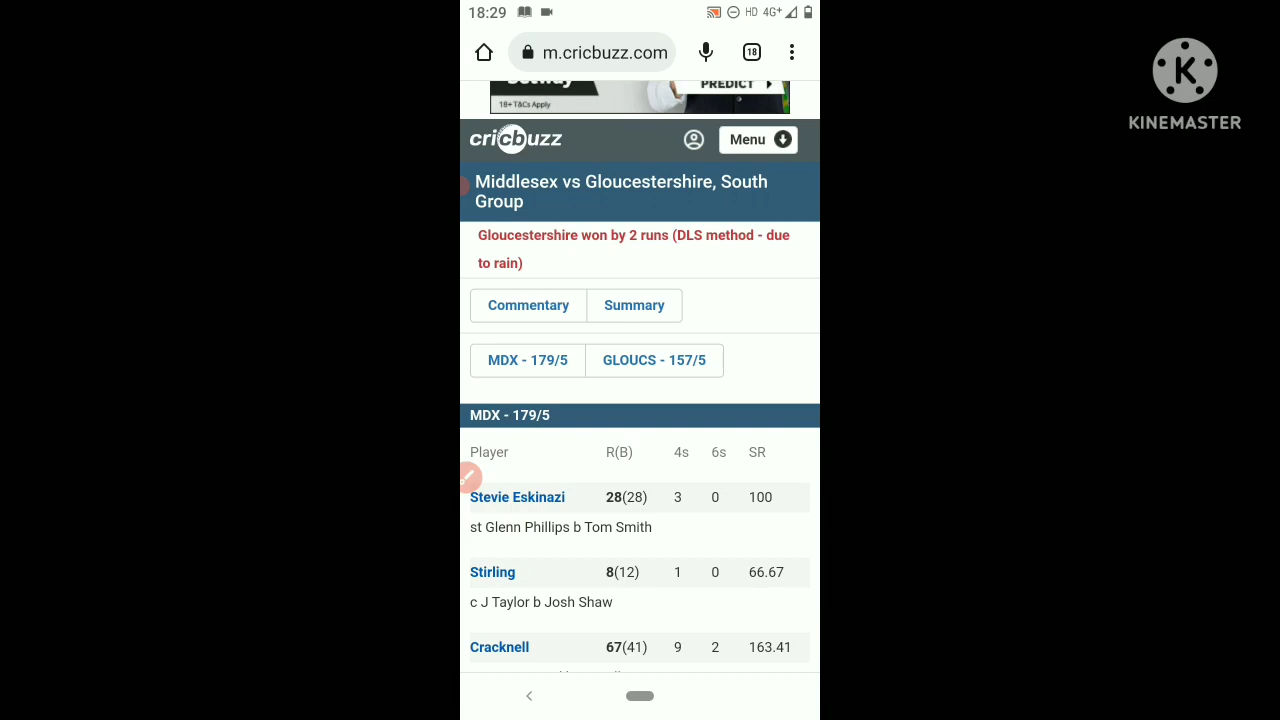 18:29
HD 4G+
m.cricbuzz.com
18
PREDICT
18+ T&Cs Apply
cricbuzz
Menu
K
KINEMASTER
Middlesex vs Gloucestershire, South
Group
Gloucestershire won by 2 runs (DLS method - due
to rain)
Commentary Summary
MDX - 179/5 GLOUCS - 157/5
MDX - 179/5
Player R(B) 4s 6s SR
Stevie Eskinazi 28(28) 3 0 100
st Glenn Phillips b Tom Smith
Stirling 8(12) 1 0 66.67
c J Taylor b Josh Shaw
Cracknell 67(41) 9 2 163.41